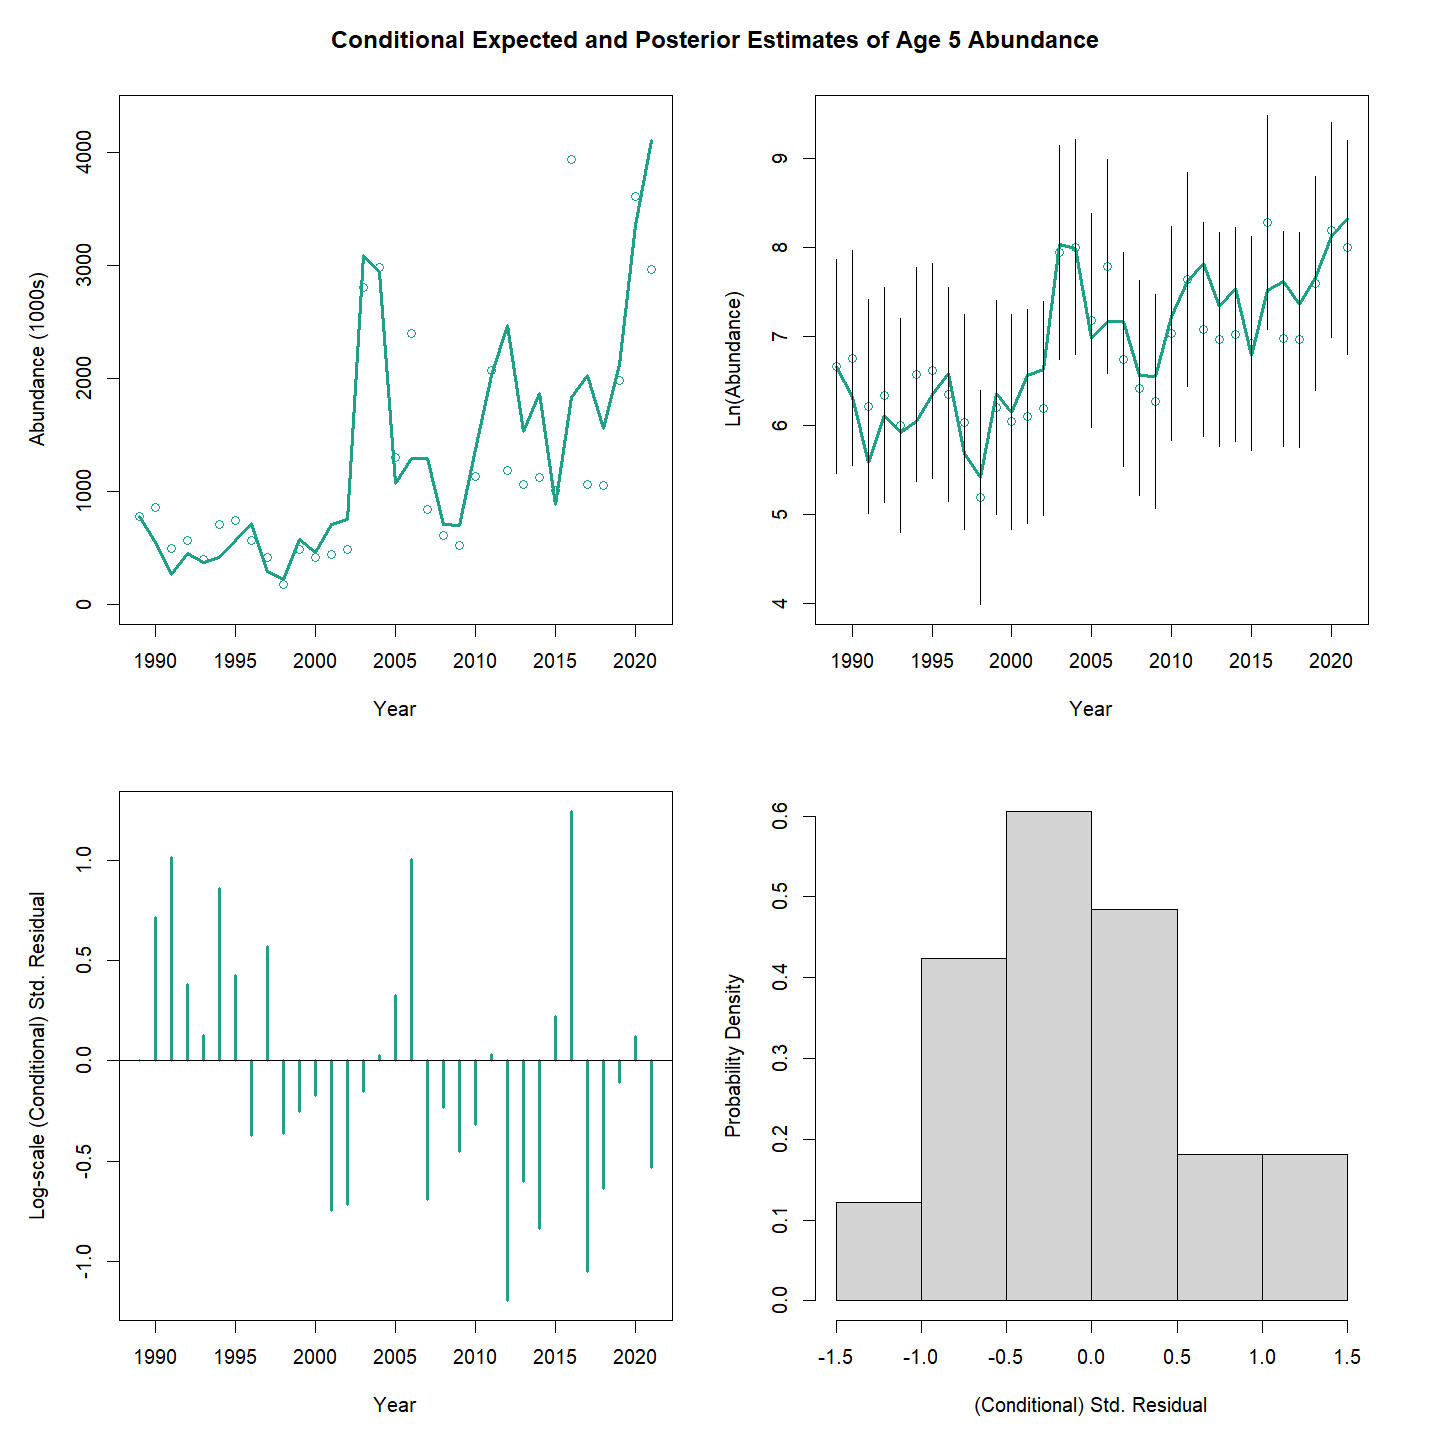 Conditional Expected and Posterior Estimates of Age 5 Abundance
Abundance (1000s)
4000
3000
2000
1000
0
1990 1995 2000 2005 2010 2015 2020
Year
Ln(Abundance)
9
8
7
6
5
4
1990 1995 2000 2005 2010 2015 2020
Year
Log-scale (Conditional) Std. Residual
1.0
0.5
0.0
-0.5
-1.0
1990 1995 2000 2005 2010 2015 2020
Year
Probability Density
0.6
0.5
0.4
0.3
0.2
0.1
0.0
-1.5 -1.0 -0.5 0.0 0.5 1.0 1.5
(Conditional) Std. Residual